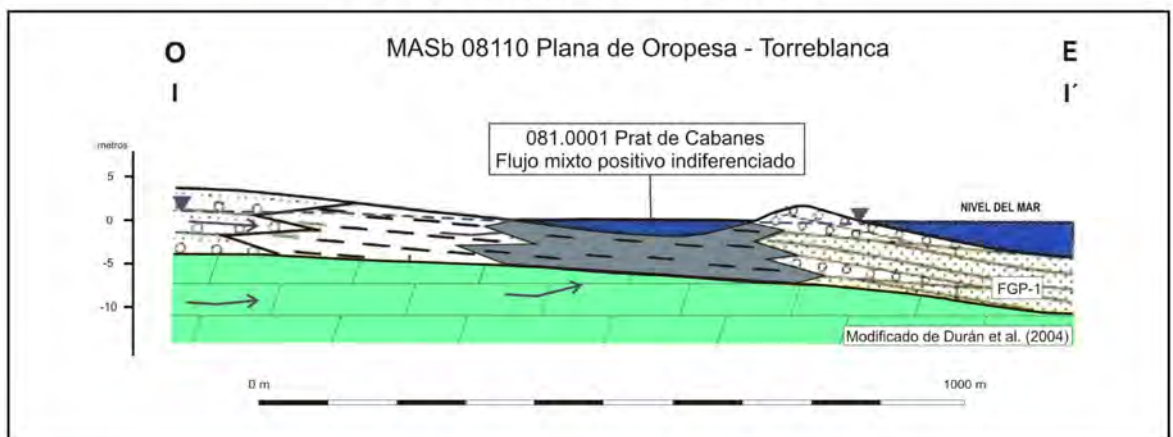 O
MASb 08110 Plana de Oropesa - Torreblanca
E
I
I´
081.0001 Prat de Cabanes
Flujo mixto positivo indiferenciado
metros
5
0
-5
-10
NIVEL DEL MAR
FGP-1
Modificado de Durán et al. (2004)
0 m
1000 m